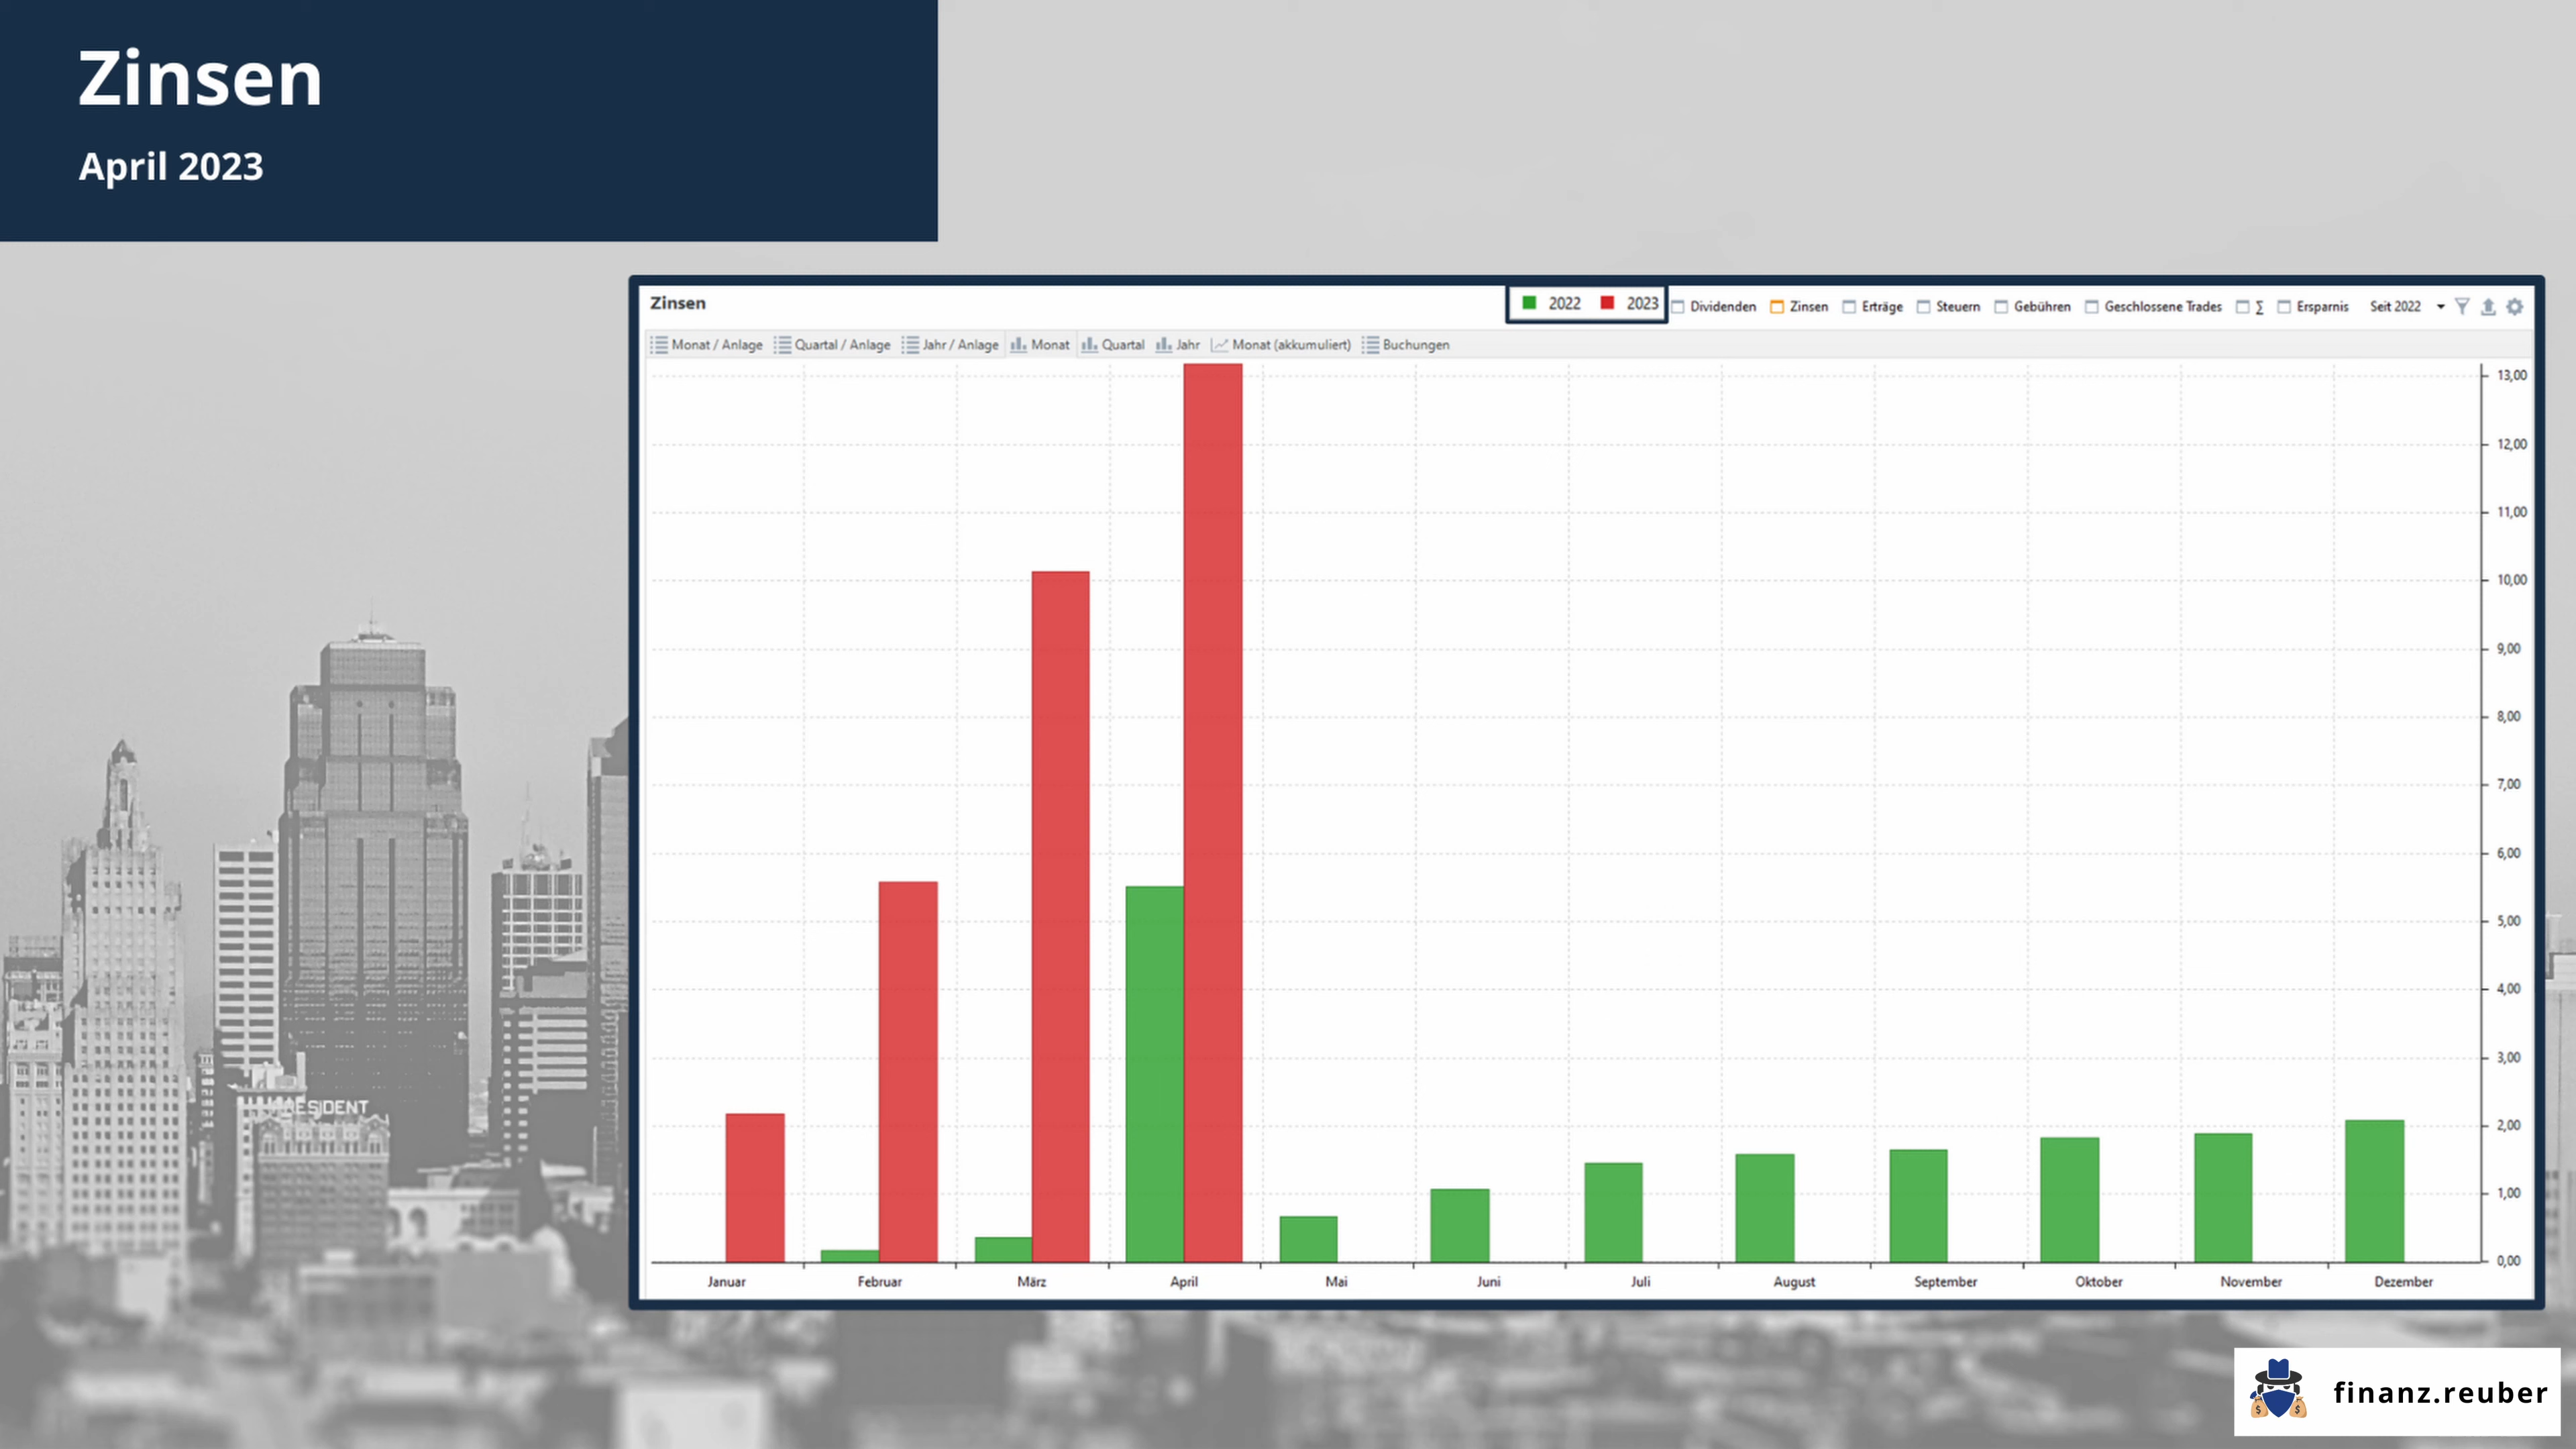 Zinsen
April 2023
Zinsen
2022 2023 Dividenden Zinsen Erträge Steuern Gebühren Geschlossene Trades Σ Ersparnis Seit 2022
Monat / Anlage Quartal / Anlage Jahr / Anlage Monat Quartal Jahr Monat (akkumuliert) Buchungen
13,00
12,00
11,00
10,00
9,00
8,00
7,00
6,00
5,00
4,00
3,00
2,00
1,00
0,00
Januar Februar März April Mai Juni Juli August September Oktober November Dezember
$ $
finanz.reuber